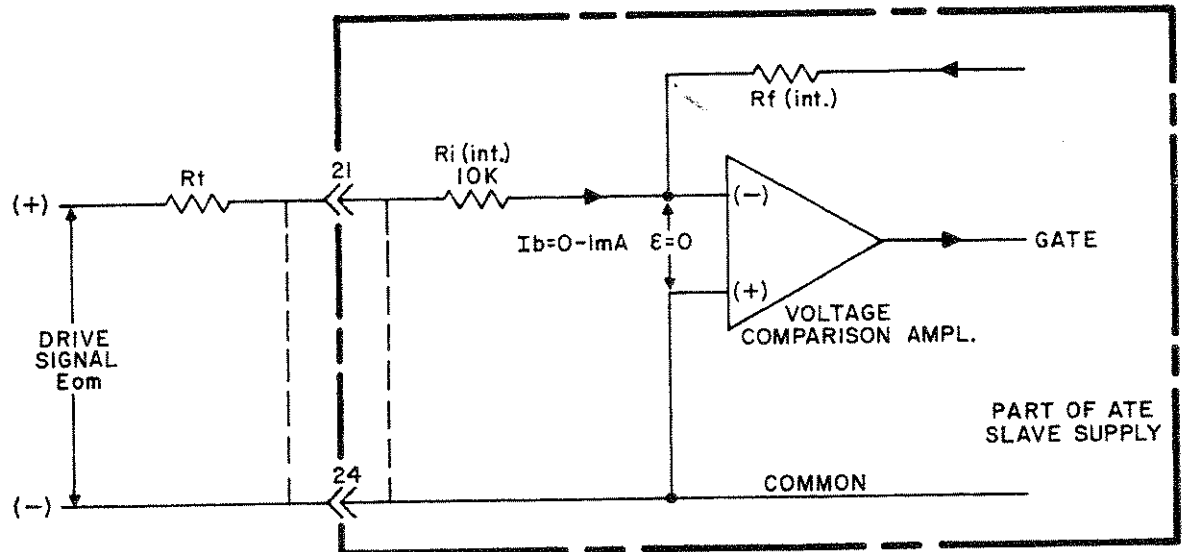 Rf (int.)
21
Ri (int.)
10K
Rt
(+)
(-)
Ib=0-1mA ε=0
GATE
(+)
VOLTAGE
COMPARISON AMPL.
DRIVE
SIGNAL
Eom
PART OF ATE
SLAVE SUPPLY
24
COMMON
(-)